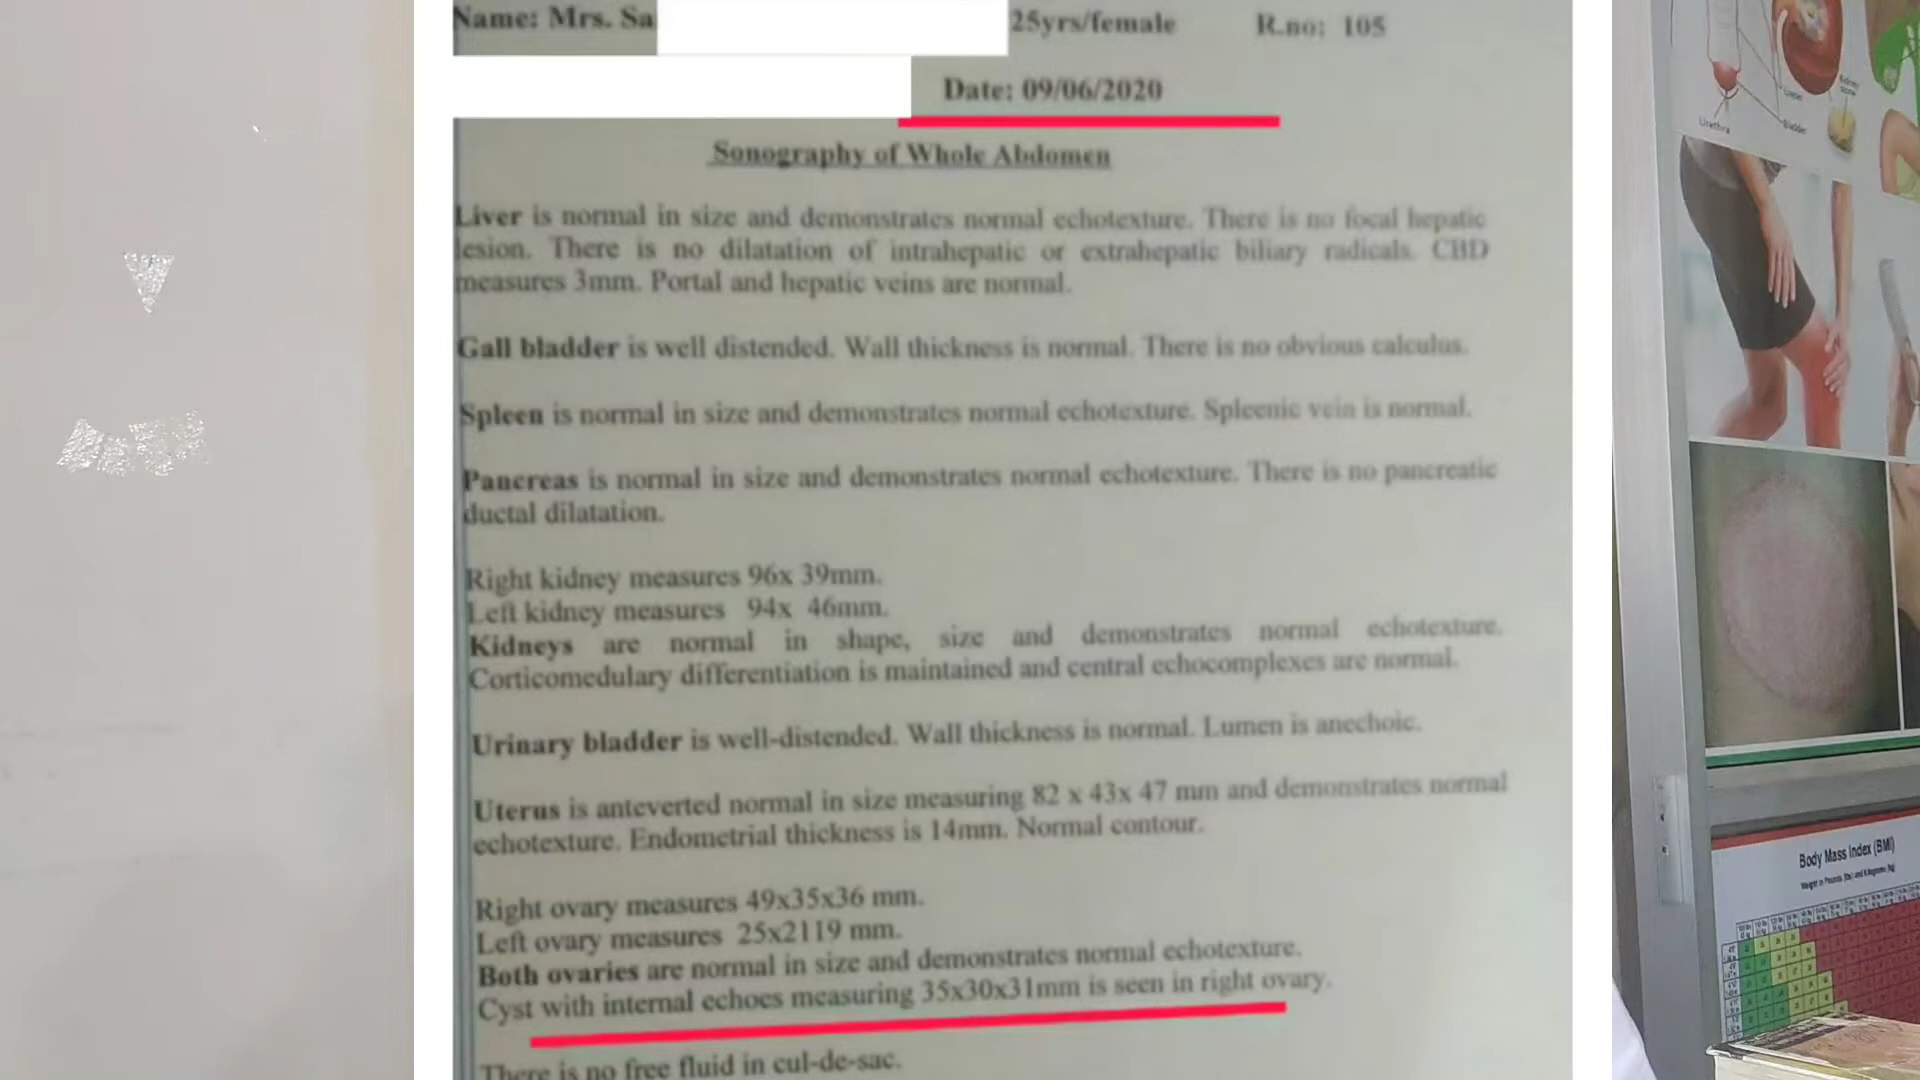 Name: Mrs. Sa 25yrs/female R.no: 105
Date: 09/06/2020
Sonography of Whole Abdomen
Liver is normal in size and demonstrates normal echotexture. There is no focal hepatic
lesion. There is no dilatation of intrahepatic or extrahepatic biliary radicals. CBD
measures 3mm. Portal and hepatic veins are normal.
Gall bladder is well distended. Wall thickness is normal. There is no obvious calculus.
Spleen is normal in size and demonstrates normal echotexture. Spleenic vein is normal.
Pancreas is normal in size and demonstrates normal echotexture. There is no pancreatic
ductal dilatation.
Right kidney measures 96x 39mm.
Left kidney measures 94x 46mm.
Kidneys are normal in shape, size and demonstrates normal echotexture.
Corticomedulary differentiation is maintained and central echocomplexes are normal.
Urinary bladder is well-distended. Wall thickness is normal. Lumen is anechoic.
Uterus is anteverted normal in size measuring 82 x 43x 47 mm and demonstrates normal
echotexture. Endometrial thickness is 14mm. Normal contour.
Right ovary measures 49x35x36 mm.
Left ovary measures 25x2119 mm.
Both ovaries are normal in size and demonstrates normal echotexture.
Cyst with internal echoes measuring 35x30x31mm is seen in right ovary.
There is no free fluid in cul-de-sac.
Urethra
Bladder
Body Mass Index (BMI)